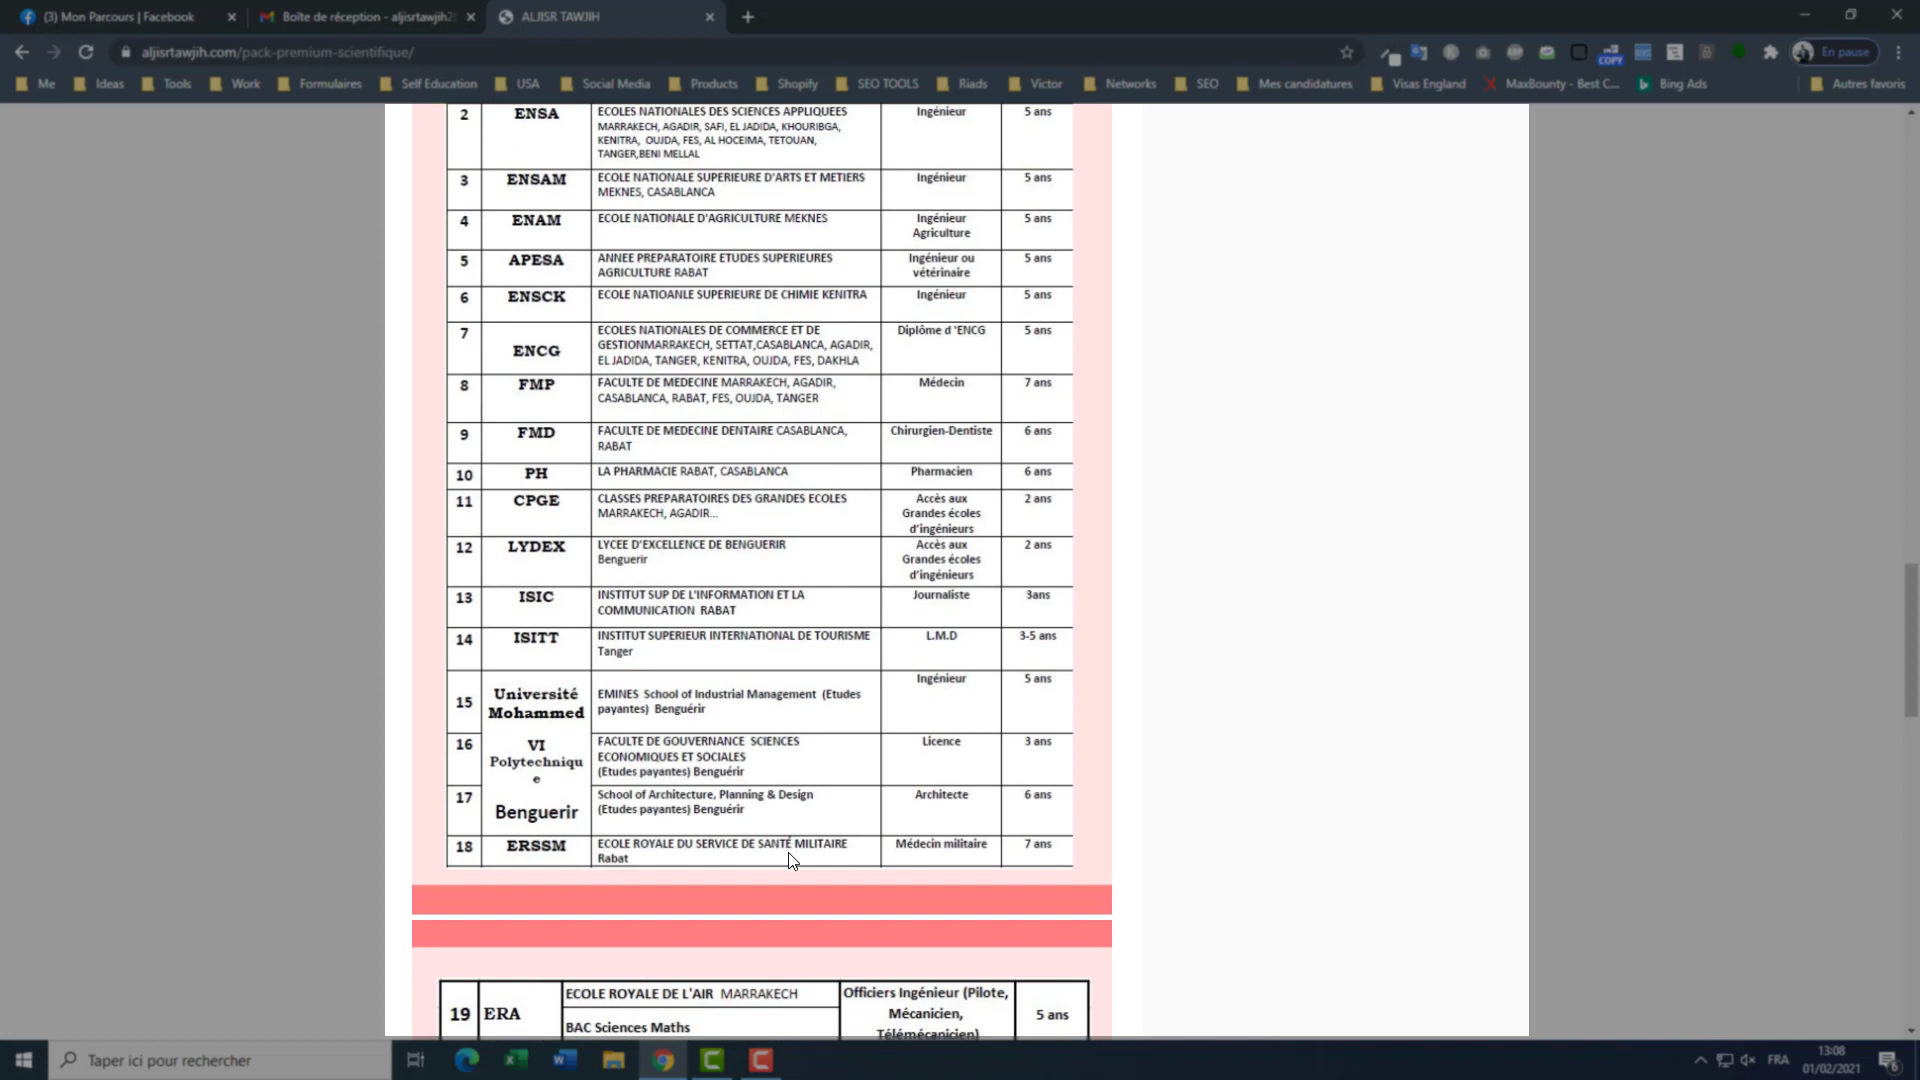 (3) Mon Parcours | Facebook
Boîte de réception - aljisrtawjih2
ALJISR TAWJIH
aljisrtawjih.com/pack-premium-scientifique/
COPY
En pause
Me
Ideas
Tools
Work
Formulaires
Self Education
USA
Social Media
Products
Shopify
SEO TOOLS
Riads
Victor
Networks
SEO
Mes candidatures
Visas England
MaxBounty - Best C...
Bing Ads
Autres favoris
2 ENSA ECOLES NATIONALES DES SCIENCES APPLIQUEES Ingénieur 5 ans
MARRAKECH, AGADIR, SAFI, EL JADIDA, KHOURIBGA,
KENITRA, OUJDA, FES, AL HOCEIMA, TETOUAN,
TANGER,BENI MELLAL
3 ENSAM ECOLE NATIONALE SUPERIEURE D'ARTS ET METIERS Ingénieur 5 ans
MEKNES, CASABLANCA
4 ENAM ECOLE NATIONALE D'AGRICULTURE MEKNES Ingénieur 5 ans
Agriculture
5 APESA ANNEE PREPARATOIRE ETUDES SUPERIEURES Ingénieur ou 5 ans
AGRICULTURE RABAT vétérinaire
6 ENSCK ECOLE NATIOANLE SUPERIEURE DE CHIMIE KENITRA Ingénieur 5 ans
7 ECOLES NATIONALES DE COMMERCE ET DE Diplôme d 'ENCG 5 ans
ENCG GESTIONMARRAKECH, SETTAT,CASABLANCA, AGADIR,
EL JADIDA, TANGER, KENITRA, OUJDA, FES, DAKHLA
8 FMP FACULTE DE MEDECINE MARRAKECH, AGADIR, Médecin 7 ans
CASABLANCA, RABAT, FES, OUJDA, TANGER
9 FMD FACULTE DE MEDECINE DENTAIRE CASABLANCA, Chirurgien-Dentiste 6 ans
RABAT
10 PH LA PHARMACIE RABAT, CASABLANCA Pharmacien 6 ans
11 CPGE CLASSES PREPARATOIRES DES GRANDES ECOLES Accès aux 2 ans
MARRAKECH, AGADIR... Grandes écoles
d'ingénieurs
12 LYDEX LYCEE D'EXCELLENCE DE BENGUERIR Accès aux 2 ans
Benguerir Grandes écoles
d'ingénieurs
13 ISIC INSTITUT SUP DE L'INFORMATION ET LA Journaliste 3ans
COMMUNICATION RABAT
14 ISITT INSTITUT SUPERIEUR INTERNATIONAL DE TOURISME L.M.D 3-5 ans
Tanger
Ingénieur 5 ans
15 Université EMINES School of Industrial Management (Etudes
Mohammed payantes) Benguérir
16 VI FACULTE DE GOUVERNANCE SCIENCES Licence 3 ans
Polytechniqu ECONOMIQUES ET SOCIALES
e (Etudes payantes) Benguérir
17 School of Architecture, Planning & Design Architecte 6 ans
Benguerir (Etudes payantes) Benguérir
18 ERSSM ECOLE ROYALE DU SERVICE DE SANTÉ MILITAIRE Médecin militaire 7 ans
Rabat
19 ERA ECOLE ROYALE DE L'AIR MARRAKECH Officiers Ingénieur (Pilote, 5 ans
Mécanicien,
BAC Sciences Maths Télémécanicien)
Taper ici pour rechercher
FRA
13:08
01/02/2021
6